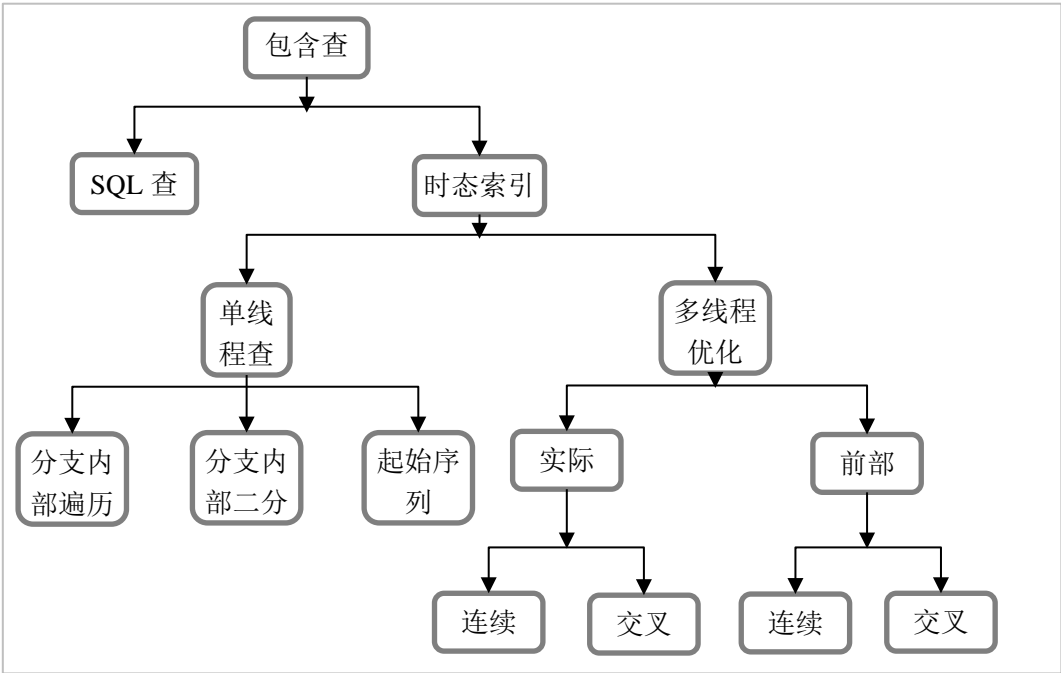 包含查
SQL 查
时态索引
单线
程查
多线程
优化
分支内
部遍历
分支内
部二分
起始序
列
实际
前部
连续
交叉
连续
交叉